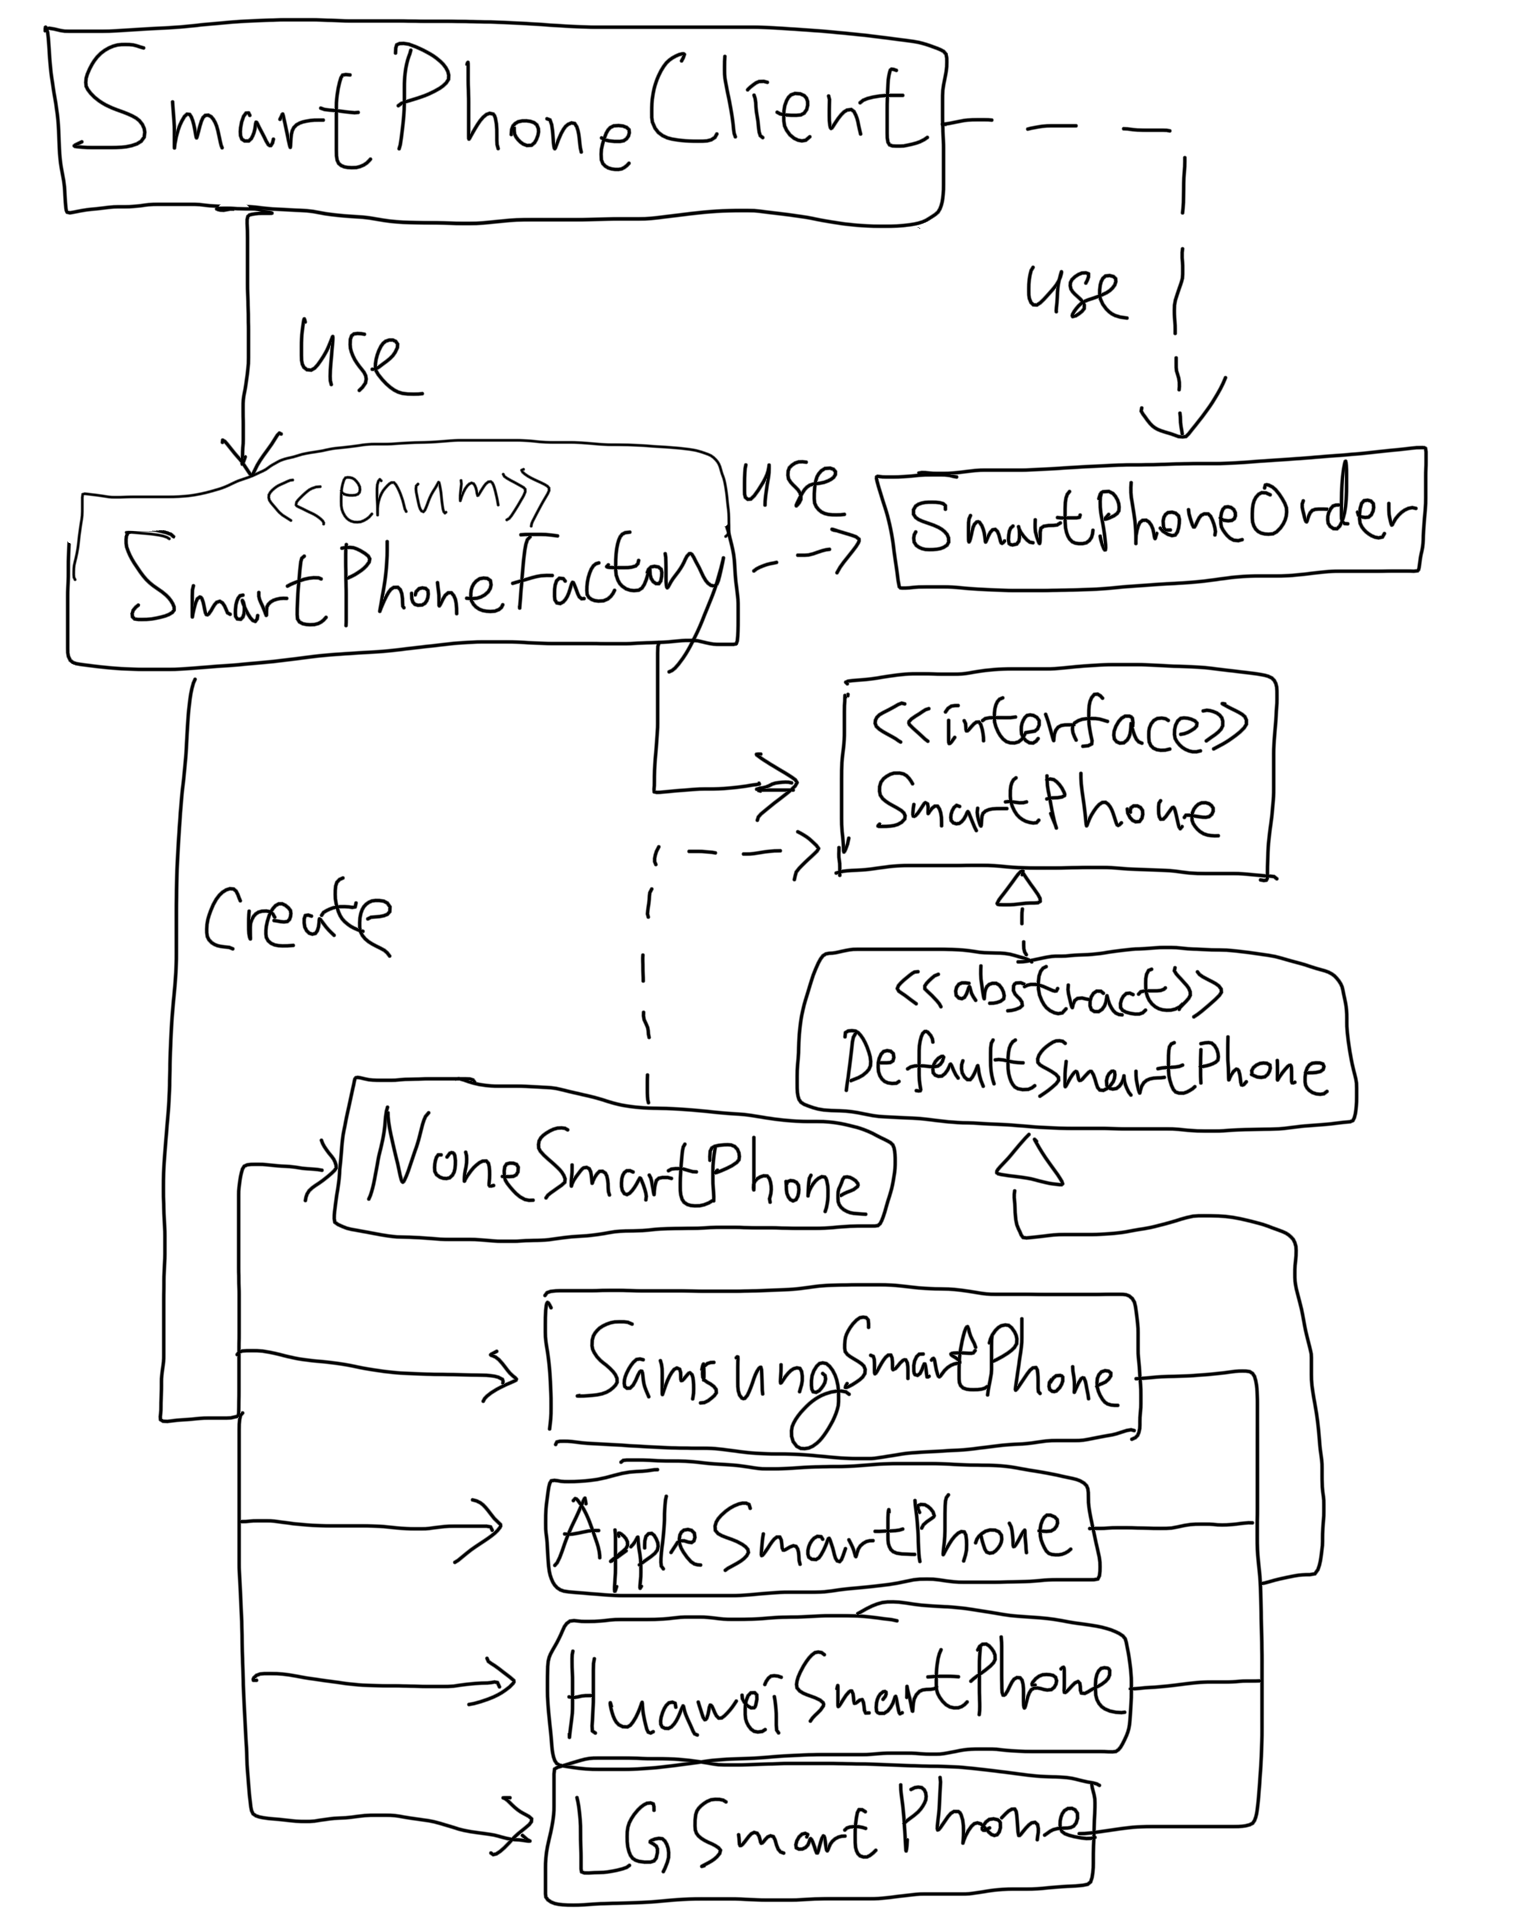 SmartPhoneClient
use
use
<<enum>>
SmartPhoneFactory
use
SmartPhoneOrder
<<interface>>
SmartPhone
create
<<abstract>>
DefaultSmartPhone
NoneSmartPhone
SamsungSmartPhone
AppleSmartPhone
HuaweiSmartPhone
LGSmartPhone